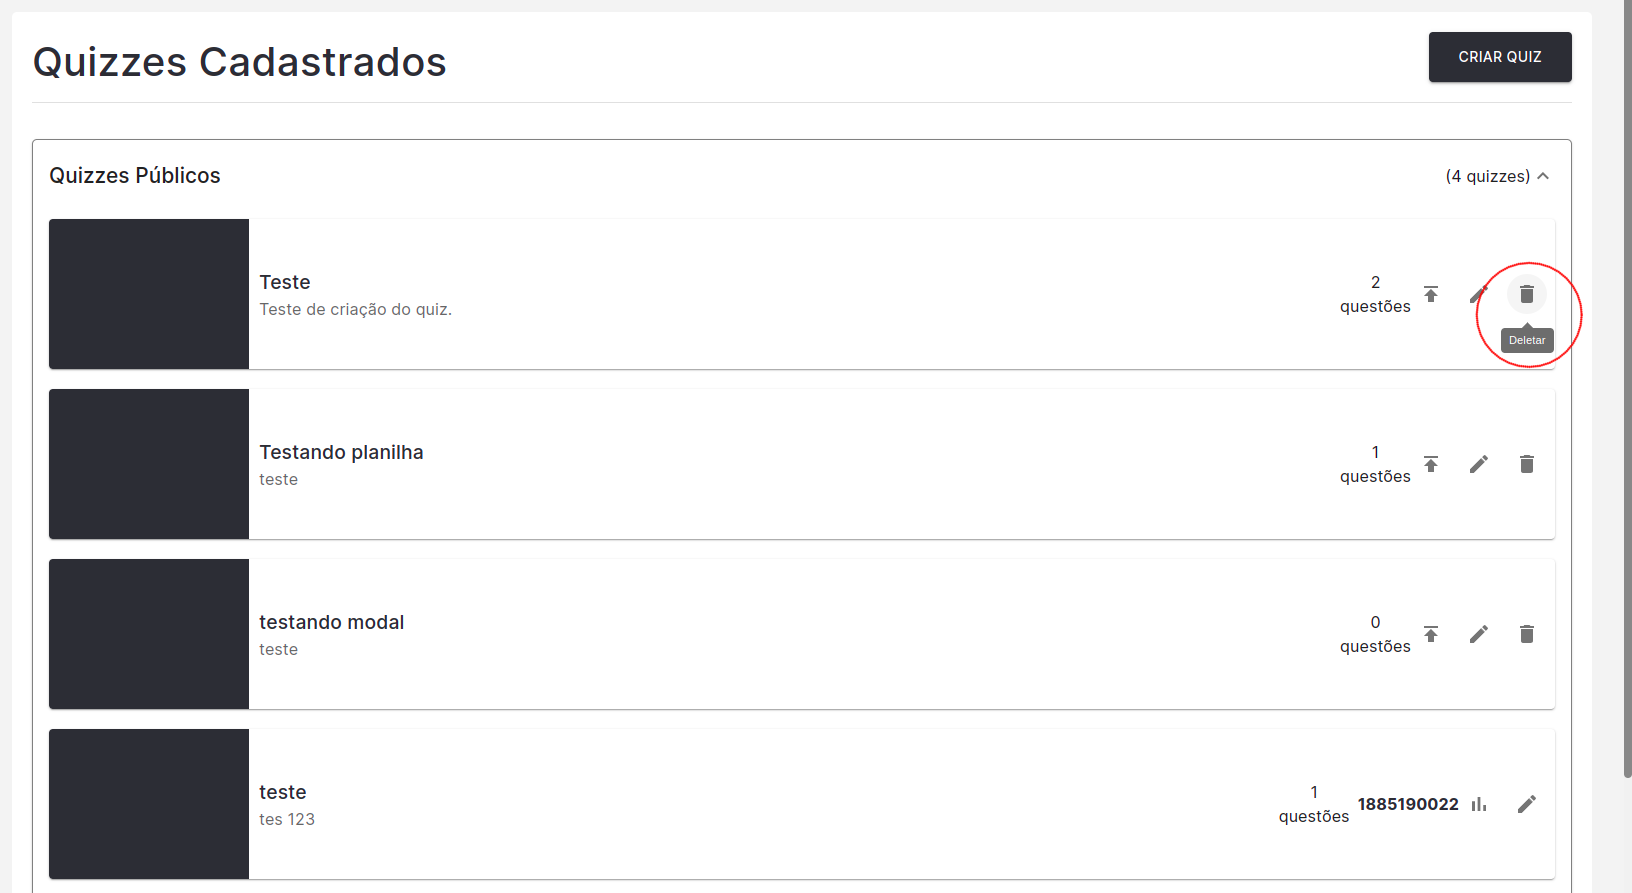 Quizzes Cadastrados
CRIAR QUIZ
Quizzes Públicos
(4 quizzes)
Teste
Teste de criação do quiz.
2
questões
Deletar
Testando planilha
teste
1
questões
testando modal
teste
0
questões
teste
tes 123
1
questões
1885190022